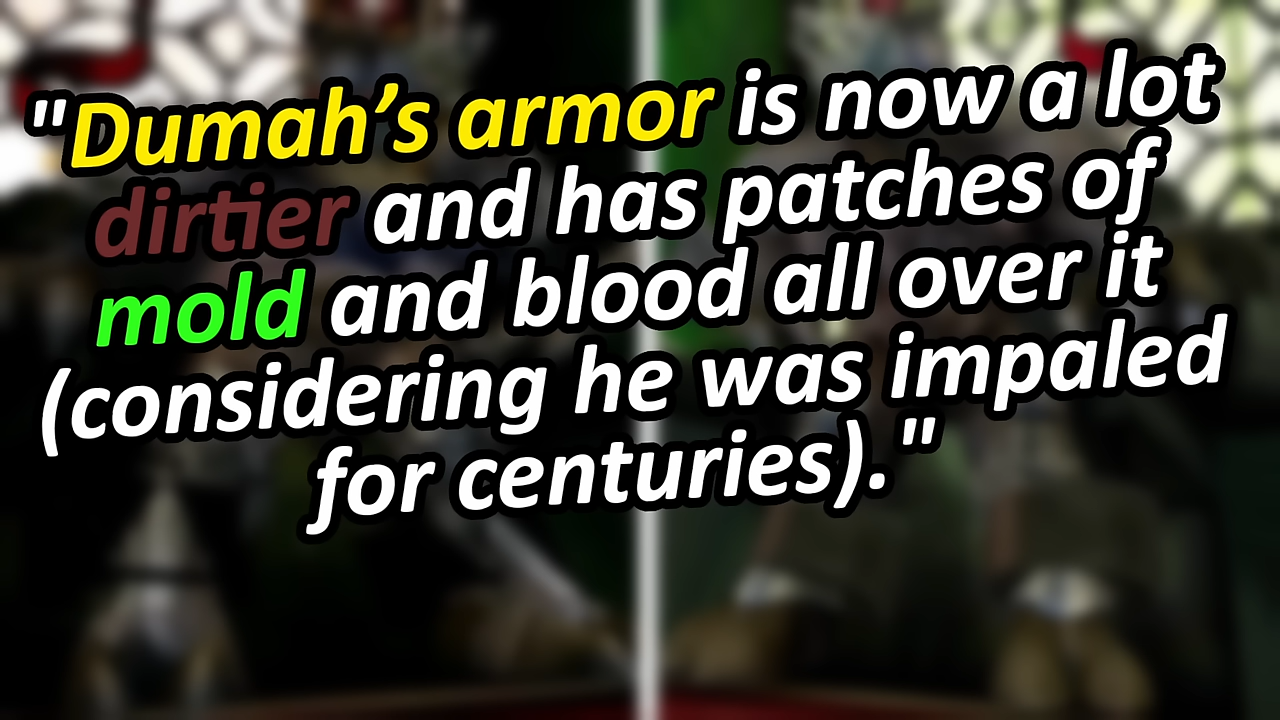 "Dumah’s armor is now a lot
dirtier and has patches of
mold and blood all over it
(considering he was impaled
for centuries)."